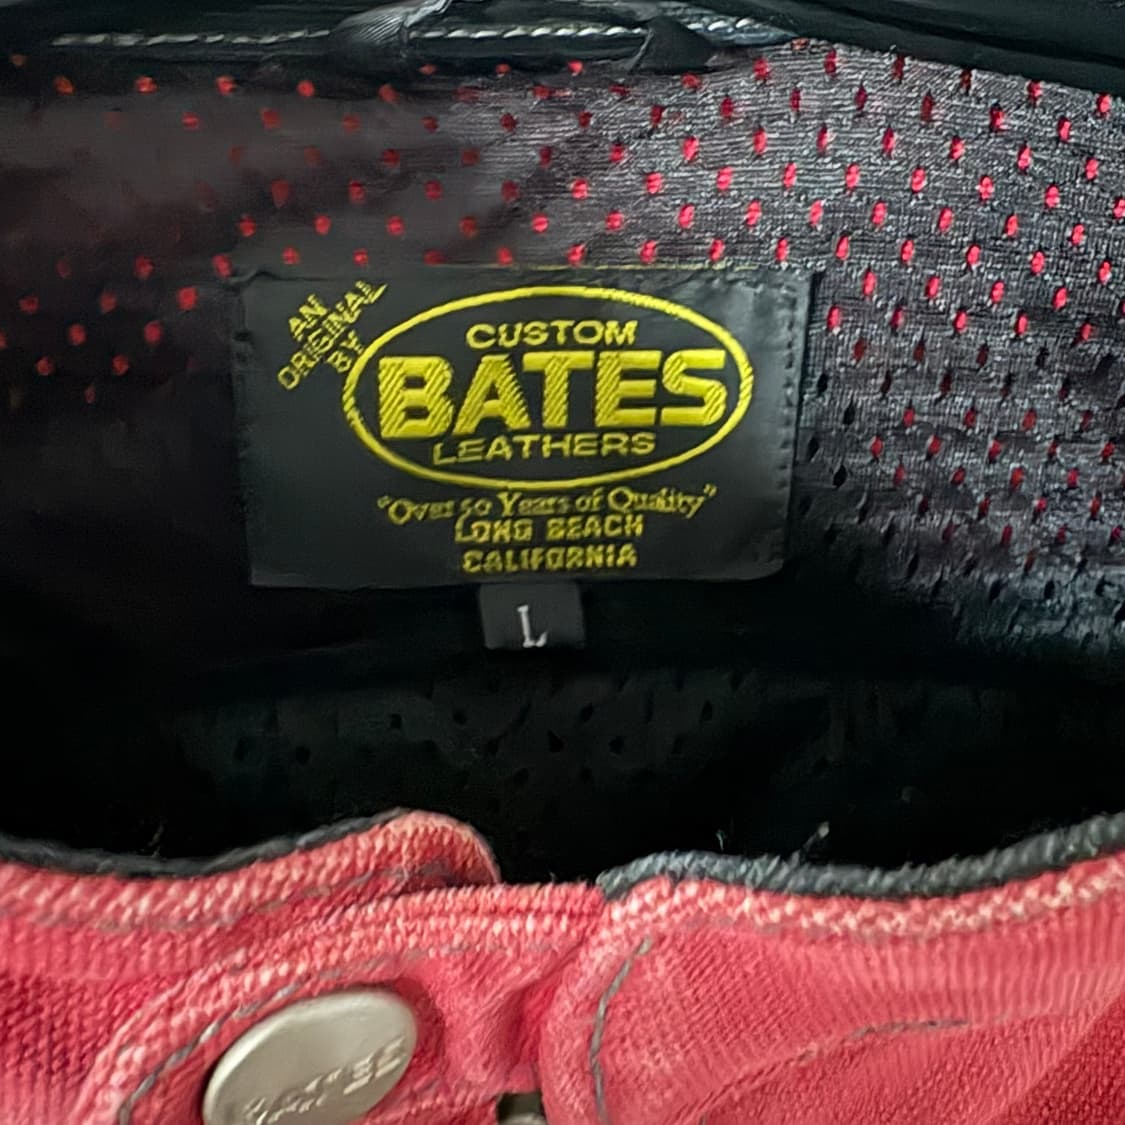 AN
ORIGINAL
BY
CUSTOM
BATES
LEATHERS
"Over 50 Years of Quality"
LONG BEACH
CALIFORNIA
L